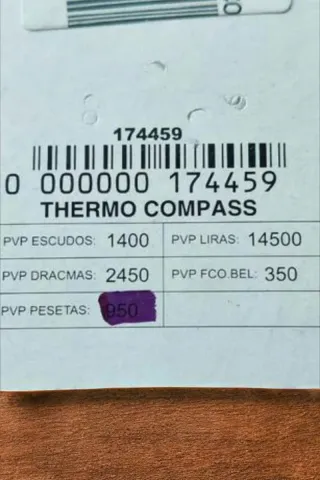 174459
0 000000 174459
THERMO COMPASS
PVP ESCUDOS: 1400 PVP LIRAS: 14500
PVP DRACMAS: 2450 PVP FCO.BEL: 350
PVP PESETAS: 950